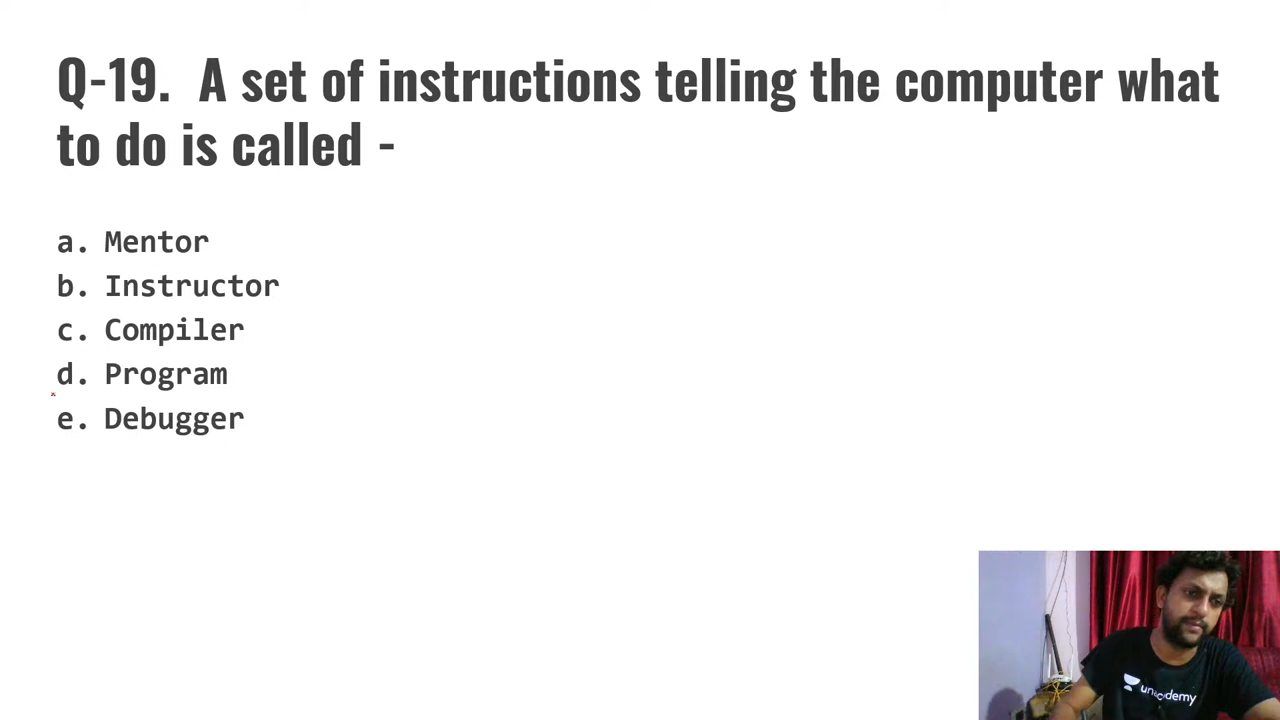 Q-19. A set of instructions telling the computer what
to do is called -
a. Mentor
b. Instructor
c. Compiler
d. Program
e. Debugger
unacademy